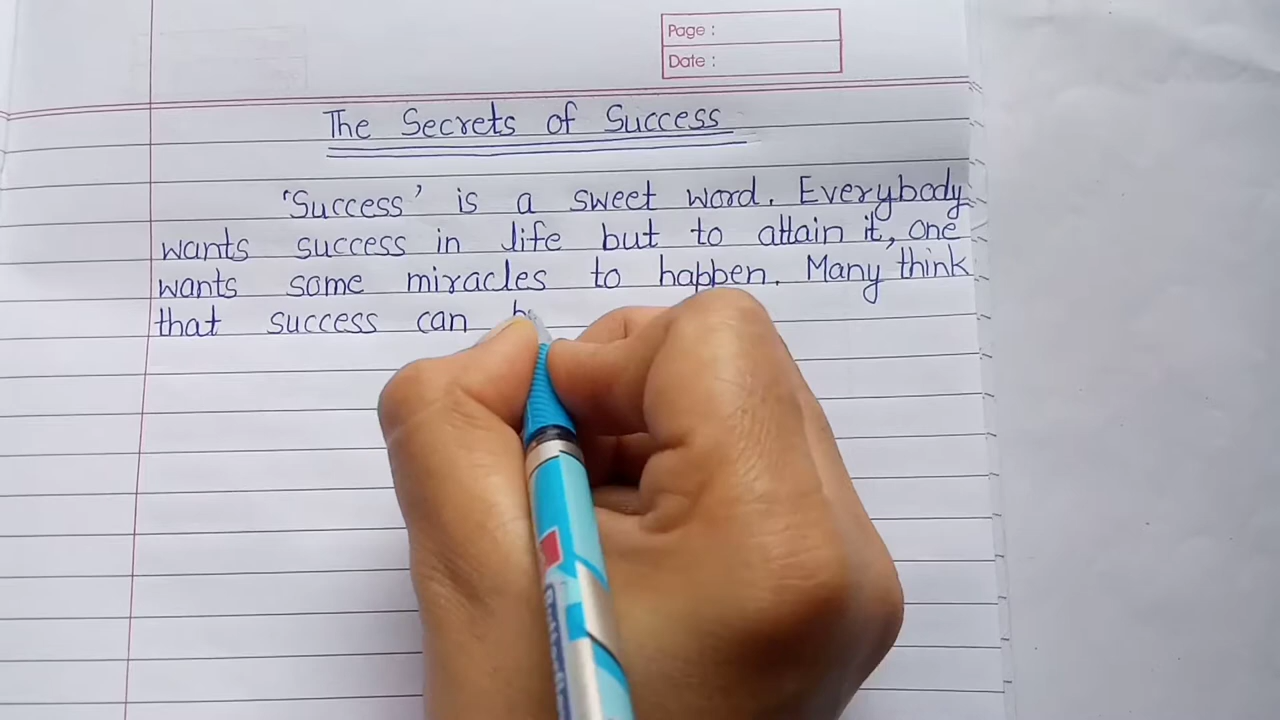 Page :
Date :
The Secrets of Success
'Success' is a sweet word. Everybody
wants success in life but to attain it, one
wants some miracles to happen. Many think
that success can